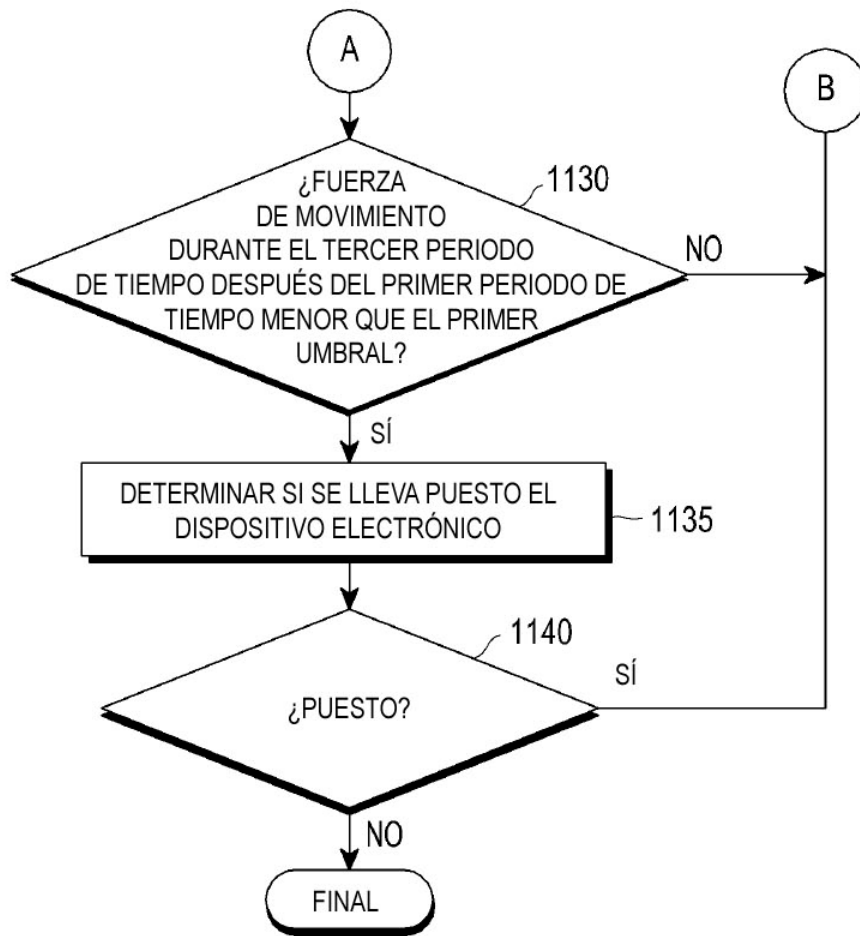 A
B
¿FUERZA
DE MOVIMIENTO
DURANTE EL TERCER PERIODO
DE TIEMPO DESPUÉS DEL PRIMER PERIODO DE
TIEMPO MENOR QUE EL PRIMER
UMBRAL?
1130
NO
SÍ
DETERMINAR SI SE LLEVA PUESTO EL
DISPOSITIVO ELECTRÓNICO
1135
1140
¿PUESTO?
SÍ
NO
FINAL